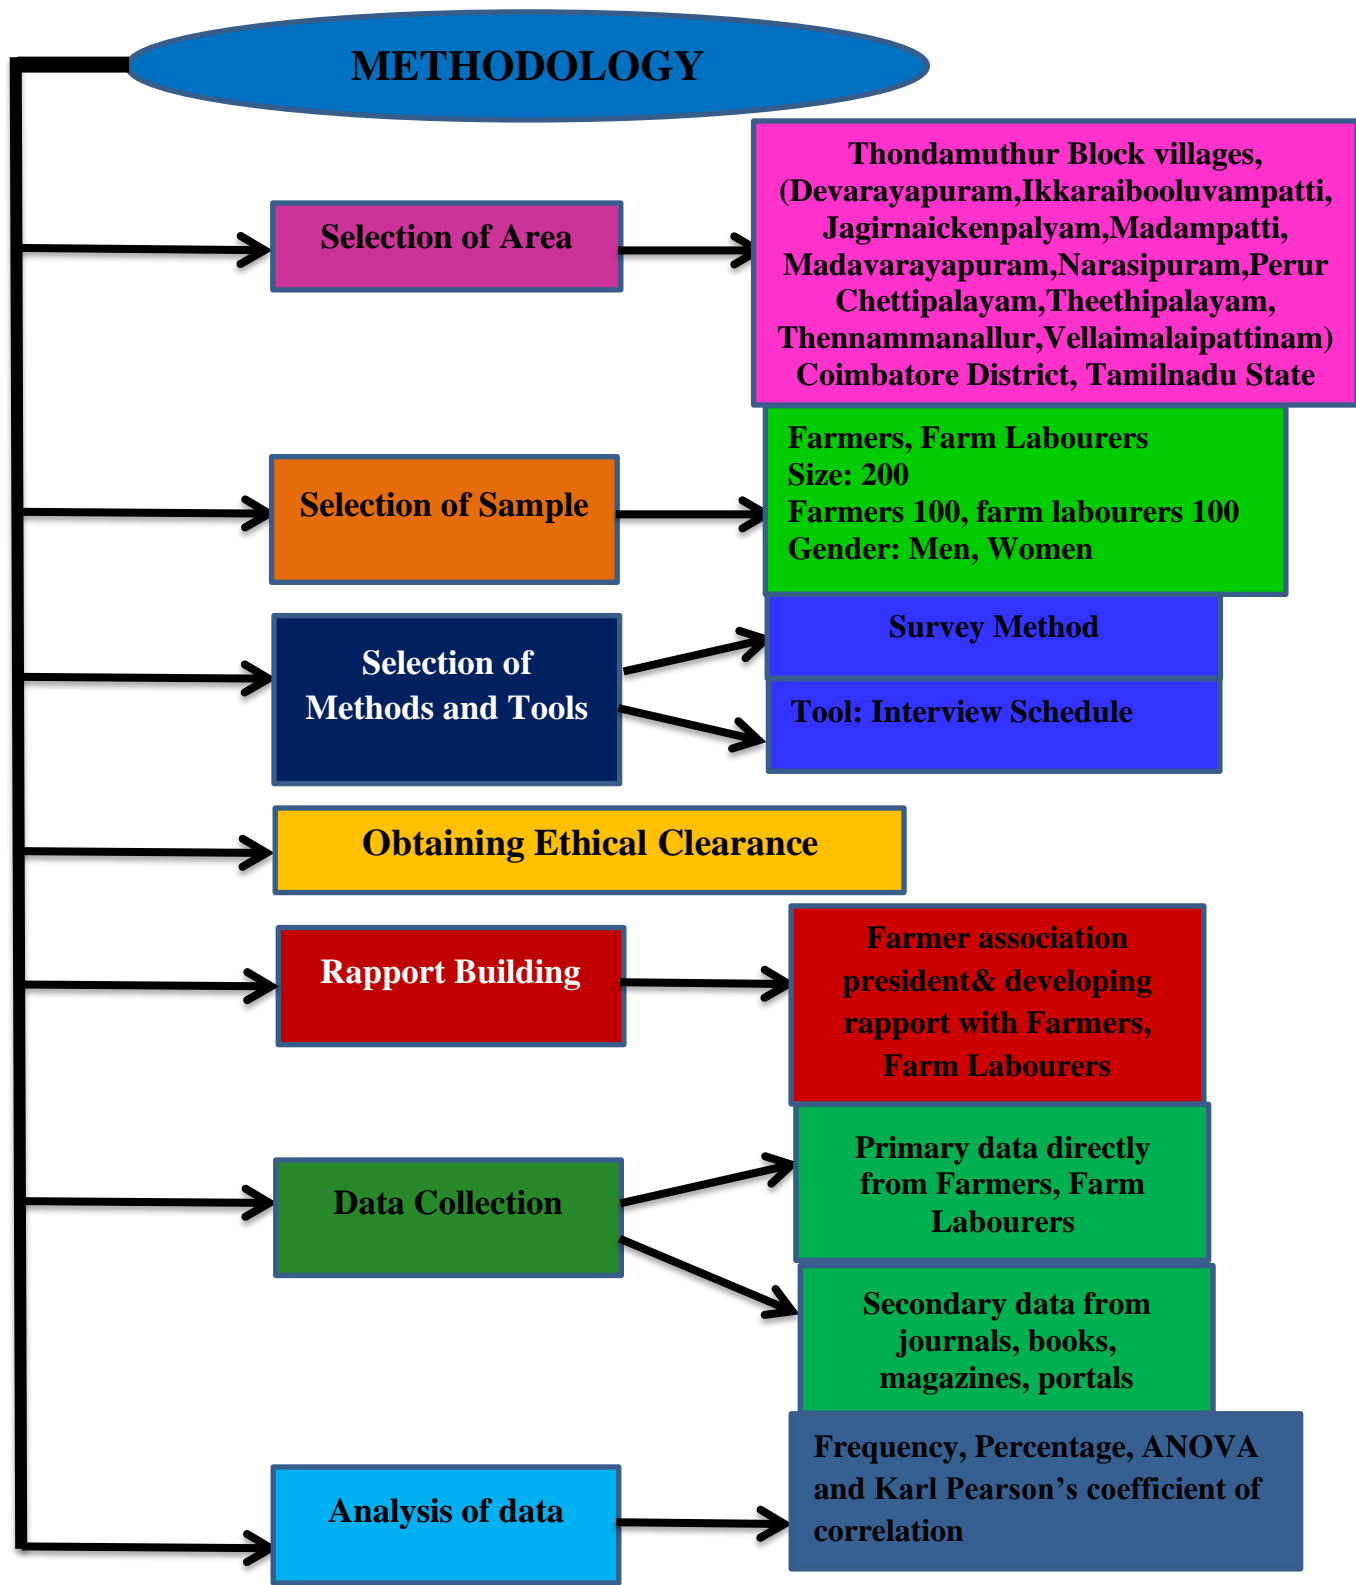 METHODOLOGY
Selection of Area
Thondamuthur Block villages,
(Devarayapuram,Ikkaraibooluvampatti,
Jagirnaickenpalyam,Madampatti,
Madavarayapuram,Narasipuram,Perur
Chettipalayam,Theethipalayam,
Thennammanallur,Vellaimalaipattinam)
Coimbatore District, Tamilnadu State
Selection of Sample
Farmers, Farm Labourers
Size: 200
Farmers 100, farm labourers 100
Gender: Men, Women
Selection of
Methods and Tools
Survey Method
Tool: Interview Schedule
Obtaining Ethical Clearance
Rapport Building
Farmer association
president& developing
rapport with Farmers,
Farm Labourers
Data Collection
Primary data directly
from Farmers, Farm
Labourers
Secondary data from
journals, books,
magazines, portals
Analysis of data
Frequency, Percentage, ANOVA
and Karl Pearson’s coefficient of
correlation